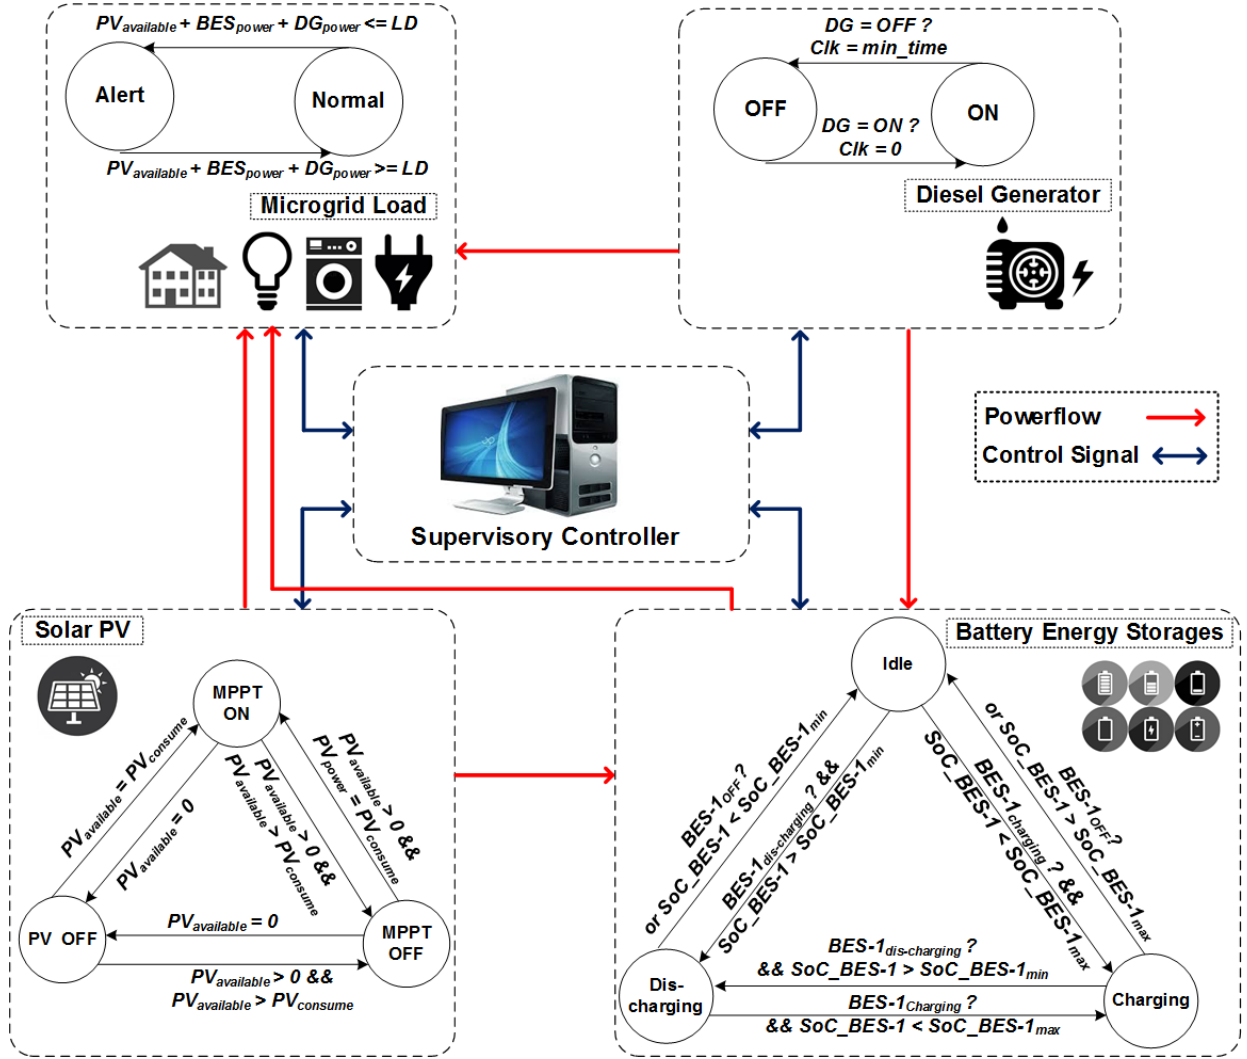 PVavailable + BESpower + DGpower <= LD
Alert
Normal
PVavailable + BESpower + DGpower >= LD
Microgrid Load
DG = OFF ?
Clk = min_time
OFF
ON
DG = ON ?
Clk = 0
Diesel Generator
Supervisory Controller
Powerflow
Control Signal
Solar PV
MPPT
ON
PVavailable = PVconsume
PVavailable = 0
PVavailable > 0 &&
PVavailable > PVconsume
PVavailable > 0 &&
PVpower = PVconsume
PV OFF
MPPT
OFF
PVavailable = 0
PVavailable > 0 &&
PVavailable > PVconsume
Battery Energy Storages
Idle
BES-1OFF ?
or SoC_BES-1 < SoC_BES-1min
BES-1dis-charging ? &&
SoC_BES-1 > SoC_BES-1min
BES-1charging ? &&
SoC_BES-1 < SoC_BES-1max
BES-1OFF ?
or SoC_BES-1 > SoC_BES-1max
Dis-
charging
Charging
BES-1dis-charging ?
&& SoC_BES-1 > SoC_BES-1min
BES-1Charging ?
&& SoC_BES-1 < SoC_BES-1max